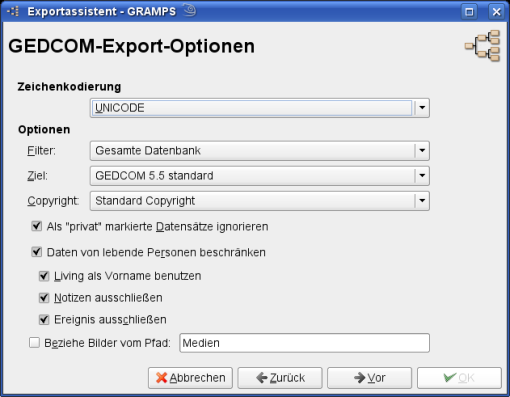 Exportassistent - GRAMPS
GEDCOM-Export-Optionen
Zeichenkodierung
UNICODE
Optionen
Filter: Gesamte Datenbank
Ziel: GEDCOM 5.5 standard
Copyright: Standard Copyright
Als "privat" markierte Datensätze ignorieren
Daten von lebende Personen beschränken
Living als Vorname benutzen
Notizen ausschließen
Ereignis ausschließen
Beziehe Bilder vom Pfad: Medien
Abbrechen Zurück Vor OK